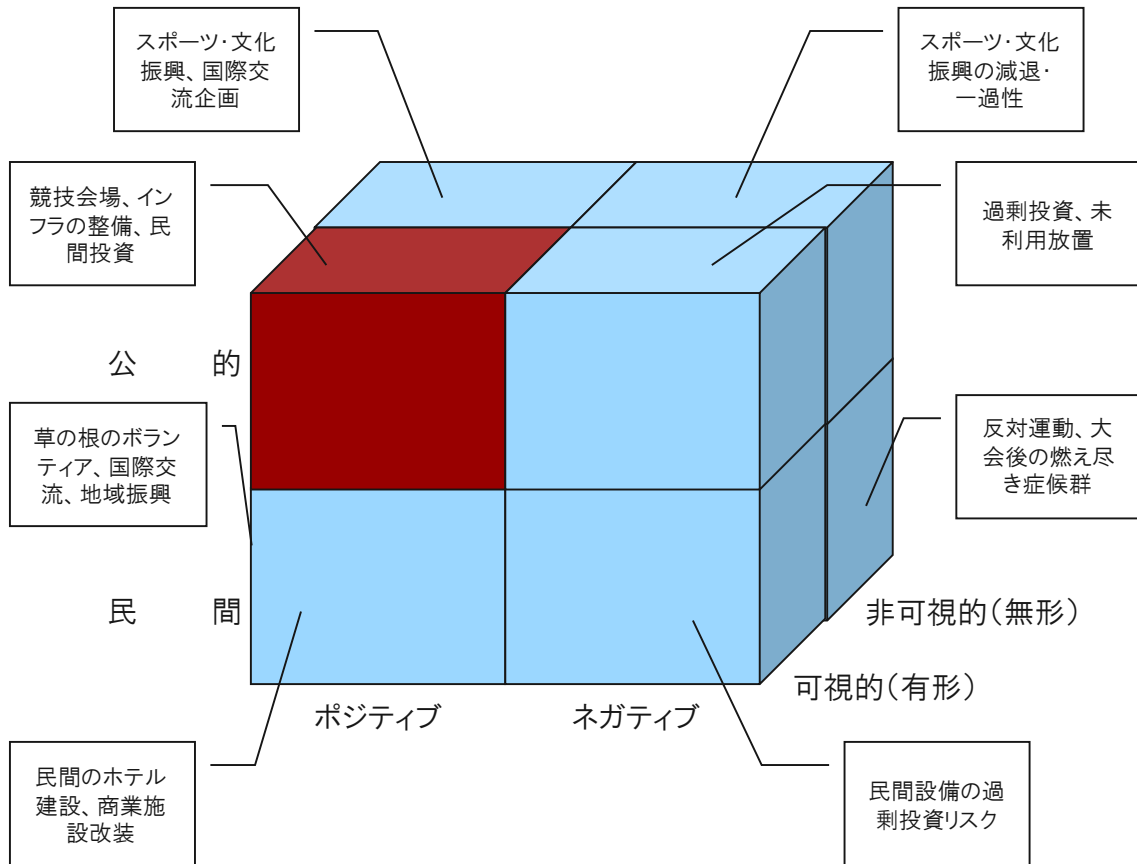 スポーツ・文化
振興、国際交
流企画
スポーツ・文化
振興の減退・
一過性
競技会場、イン
フラの整備、民
間投資
過剰投資、未
利用放置
公　的
草の根のボラン
ティア、国際交
流、地域振興
反対運動、大
会後の燃え尽
き症候群
民　間
非可視的（無形）
可視的（有形）
ポジティブ
ネガティブ
民間のホテル
建設、商業施
設改装
民間設備の過
剰投資リスク